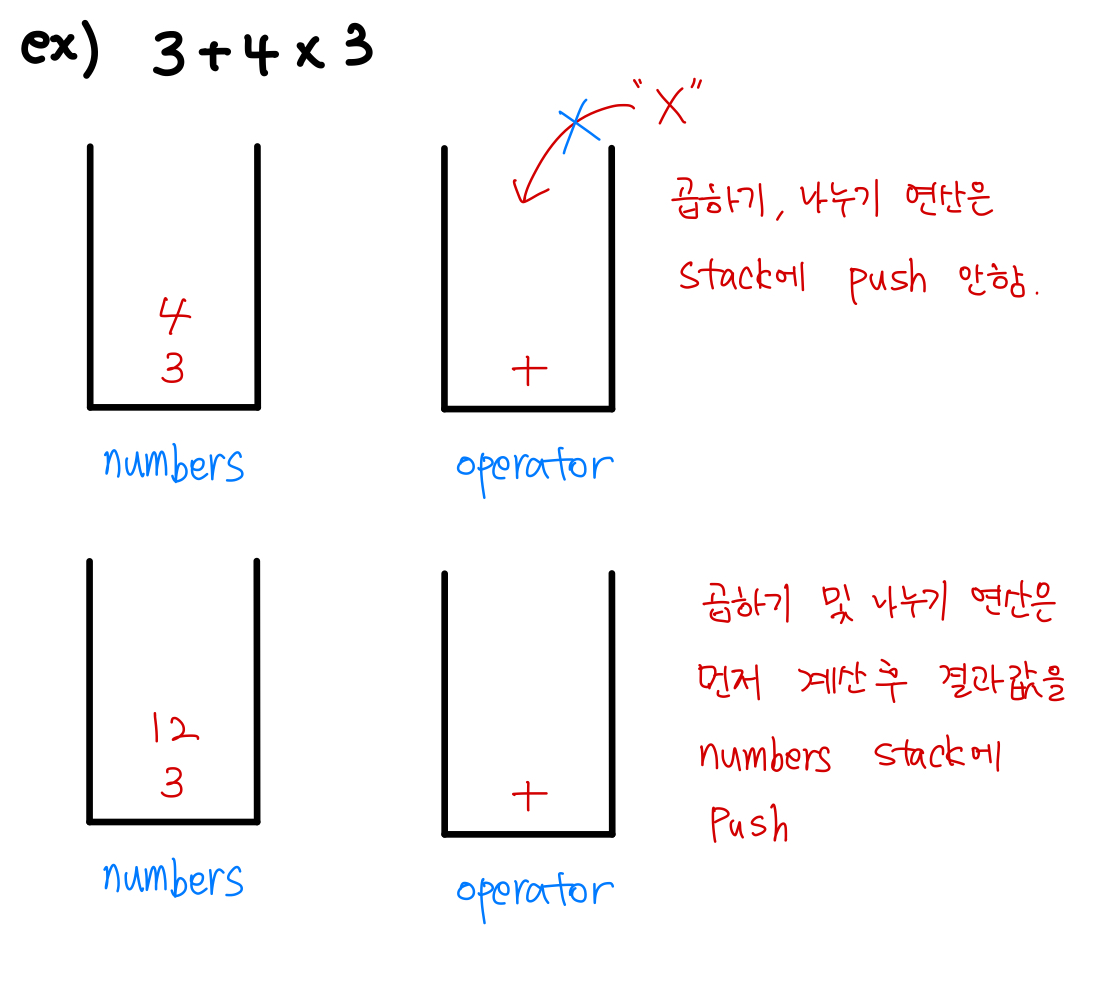 ex) 3+4×3
"X"
곱하기, 나누기 연산은
stack에 push 안함.
4
3
+
numbers
operator
곱하기 및 나누기 연산은
먼저 계산후 결과값을
numbers stack에
Push
12
3
+
numbers
operator